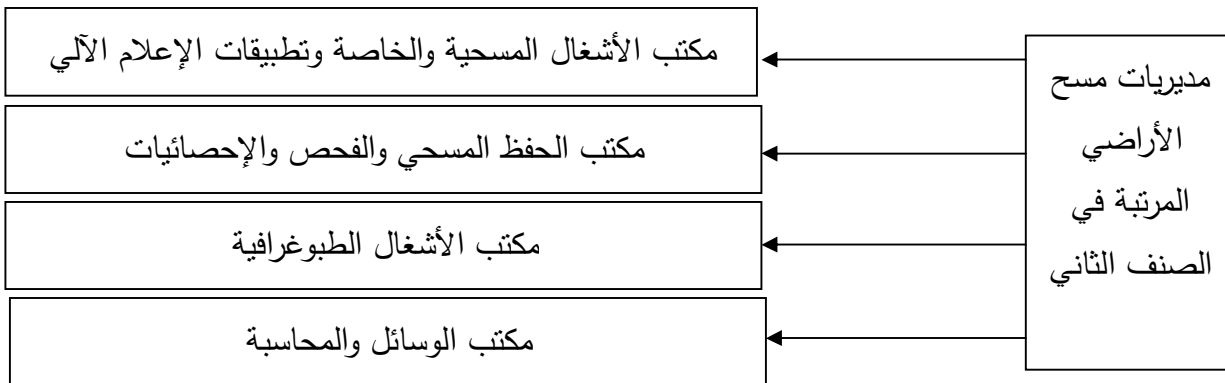 مديريات مسح
الأراضي
المرتبة في
الصنف الثاني
مكتب الأشغال المسحية والخاصة وتطبيقات الإعلام الآلي
مكتب الحفظ المسحي والفحص والإحصائيات
مكتب الأشغال الطبوغرافية
مكتب الوسائل والمحاسبة